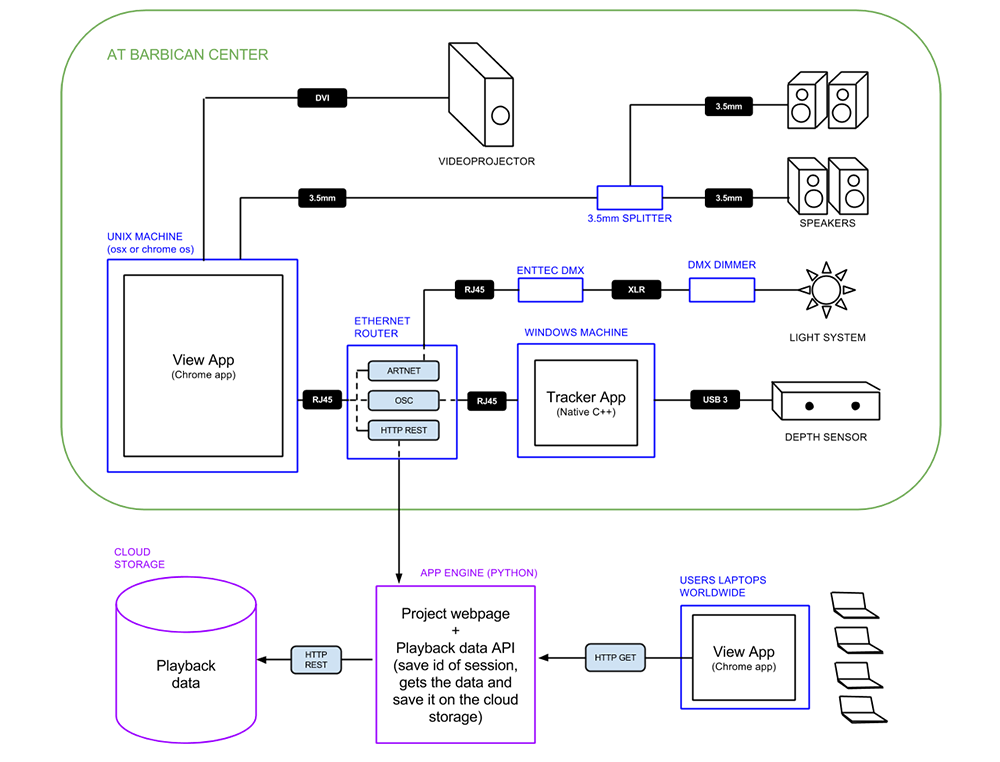 AT BARBICAN CENTER
DVI
VIDEOPROJECTOR
3.5mm
3.5mm
3.5mm SPLITTER
3.5mm
SPEAKERS
UNIX MACHINE
(osx or chrome os)
View App
(Chrome app)
RJ45
ETHERNET
ROUTER
ARTNET
OSC
HTTP REST
RJ45
ENTTEC DMX
XLR
DMX DIMMER
LIGHT SYSTEM
RJ45
WINDOWS MACHINE
Tracker App
(Native C++)
USB 3
DEPTH SENSOR
CLOUD
STORAGE
Playback
data
HTTP
REST
APP ENGINE (PYTHON)
Project webpage
+
Playback data API
(save id of session,
gets the data and
save it on the cloud
storage)
HTTP GET
USERS LAPTOPS
WORLDWIDE
View App
(Chrome app)